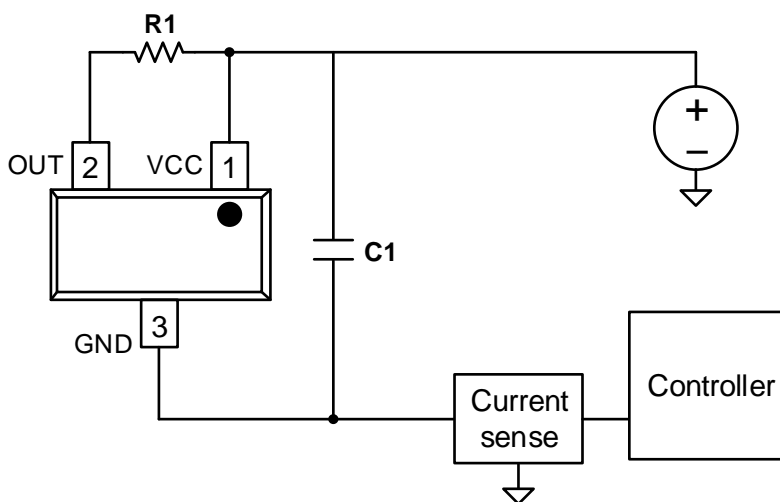 R1
OUT
2
VCC
1
+
−
C1
3
GND
Current
sense
Controller